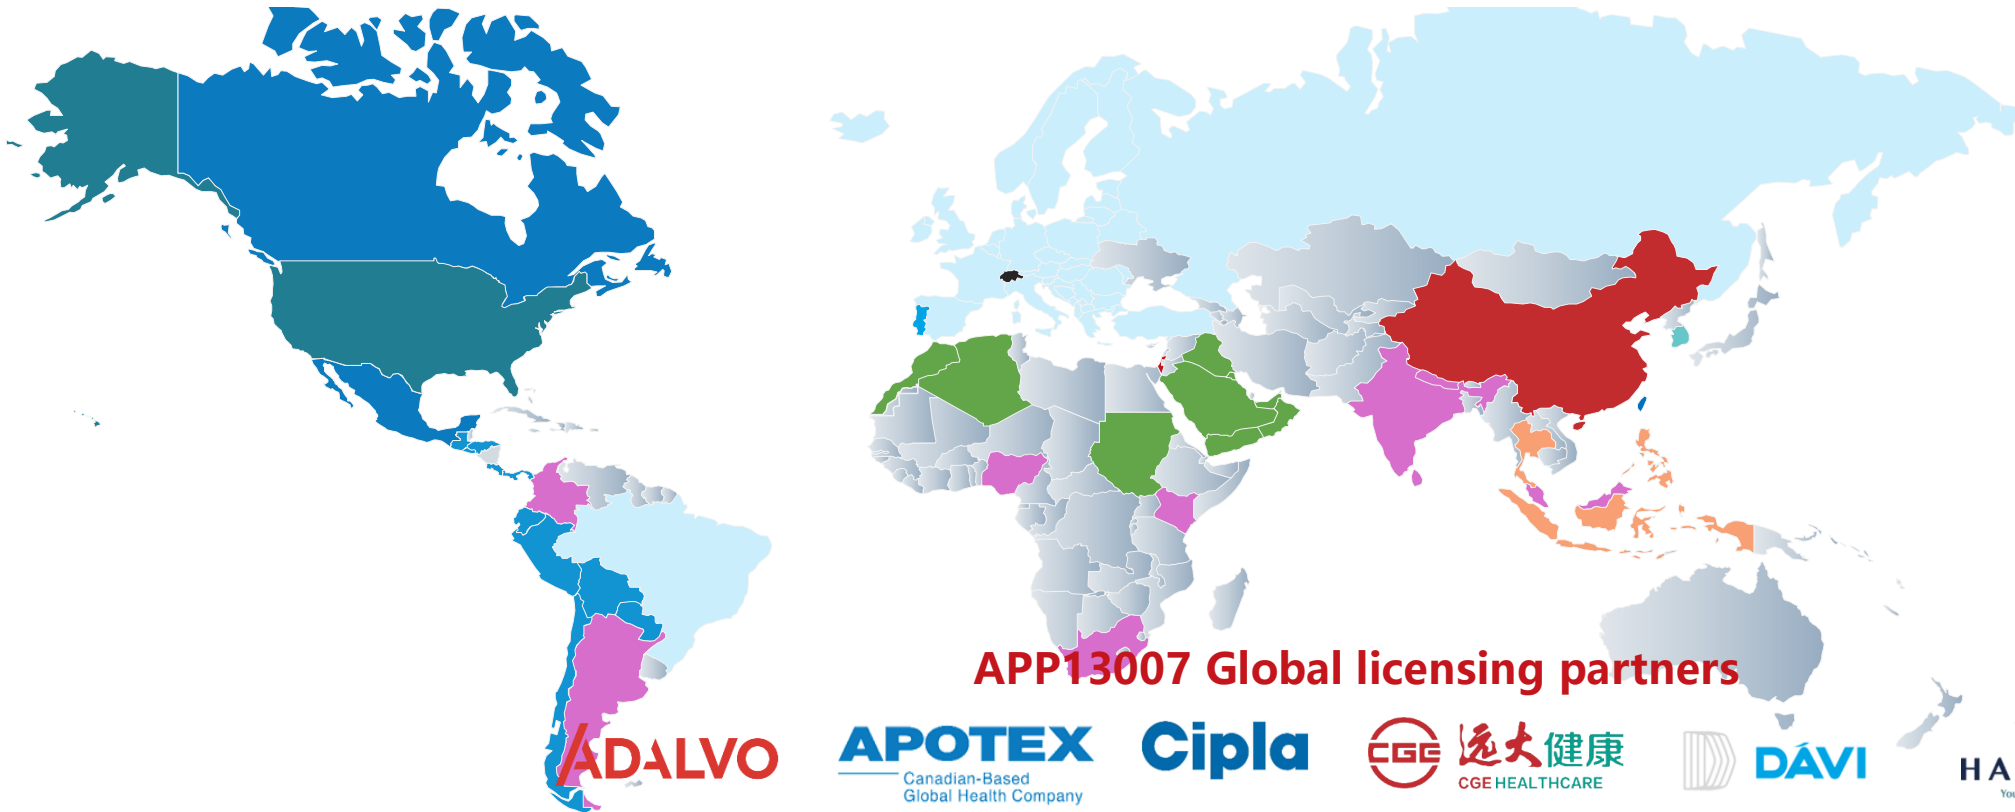 APP13007 Global licensing partners
ADALVO
APOTEX
Canadian-Based
Global Health Company
Cipla
CGE 远大健康
CGE HEALTHCARE
DÁVI
HA